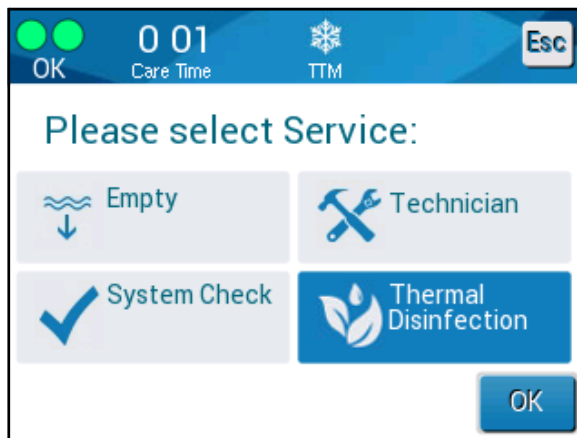 OK
0 01
Care Time
TTM
Esc
Please select Service:
Empty
Technician
System Check
Thermal
Disinfection
OK